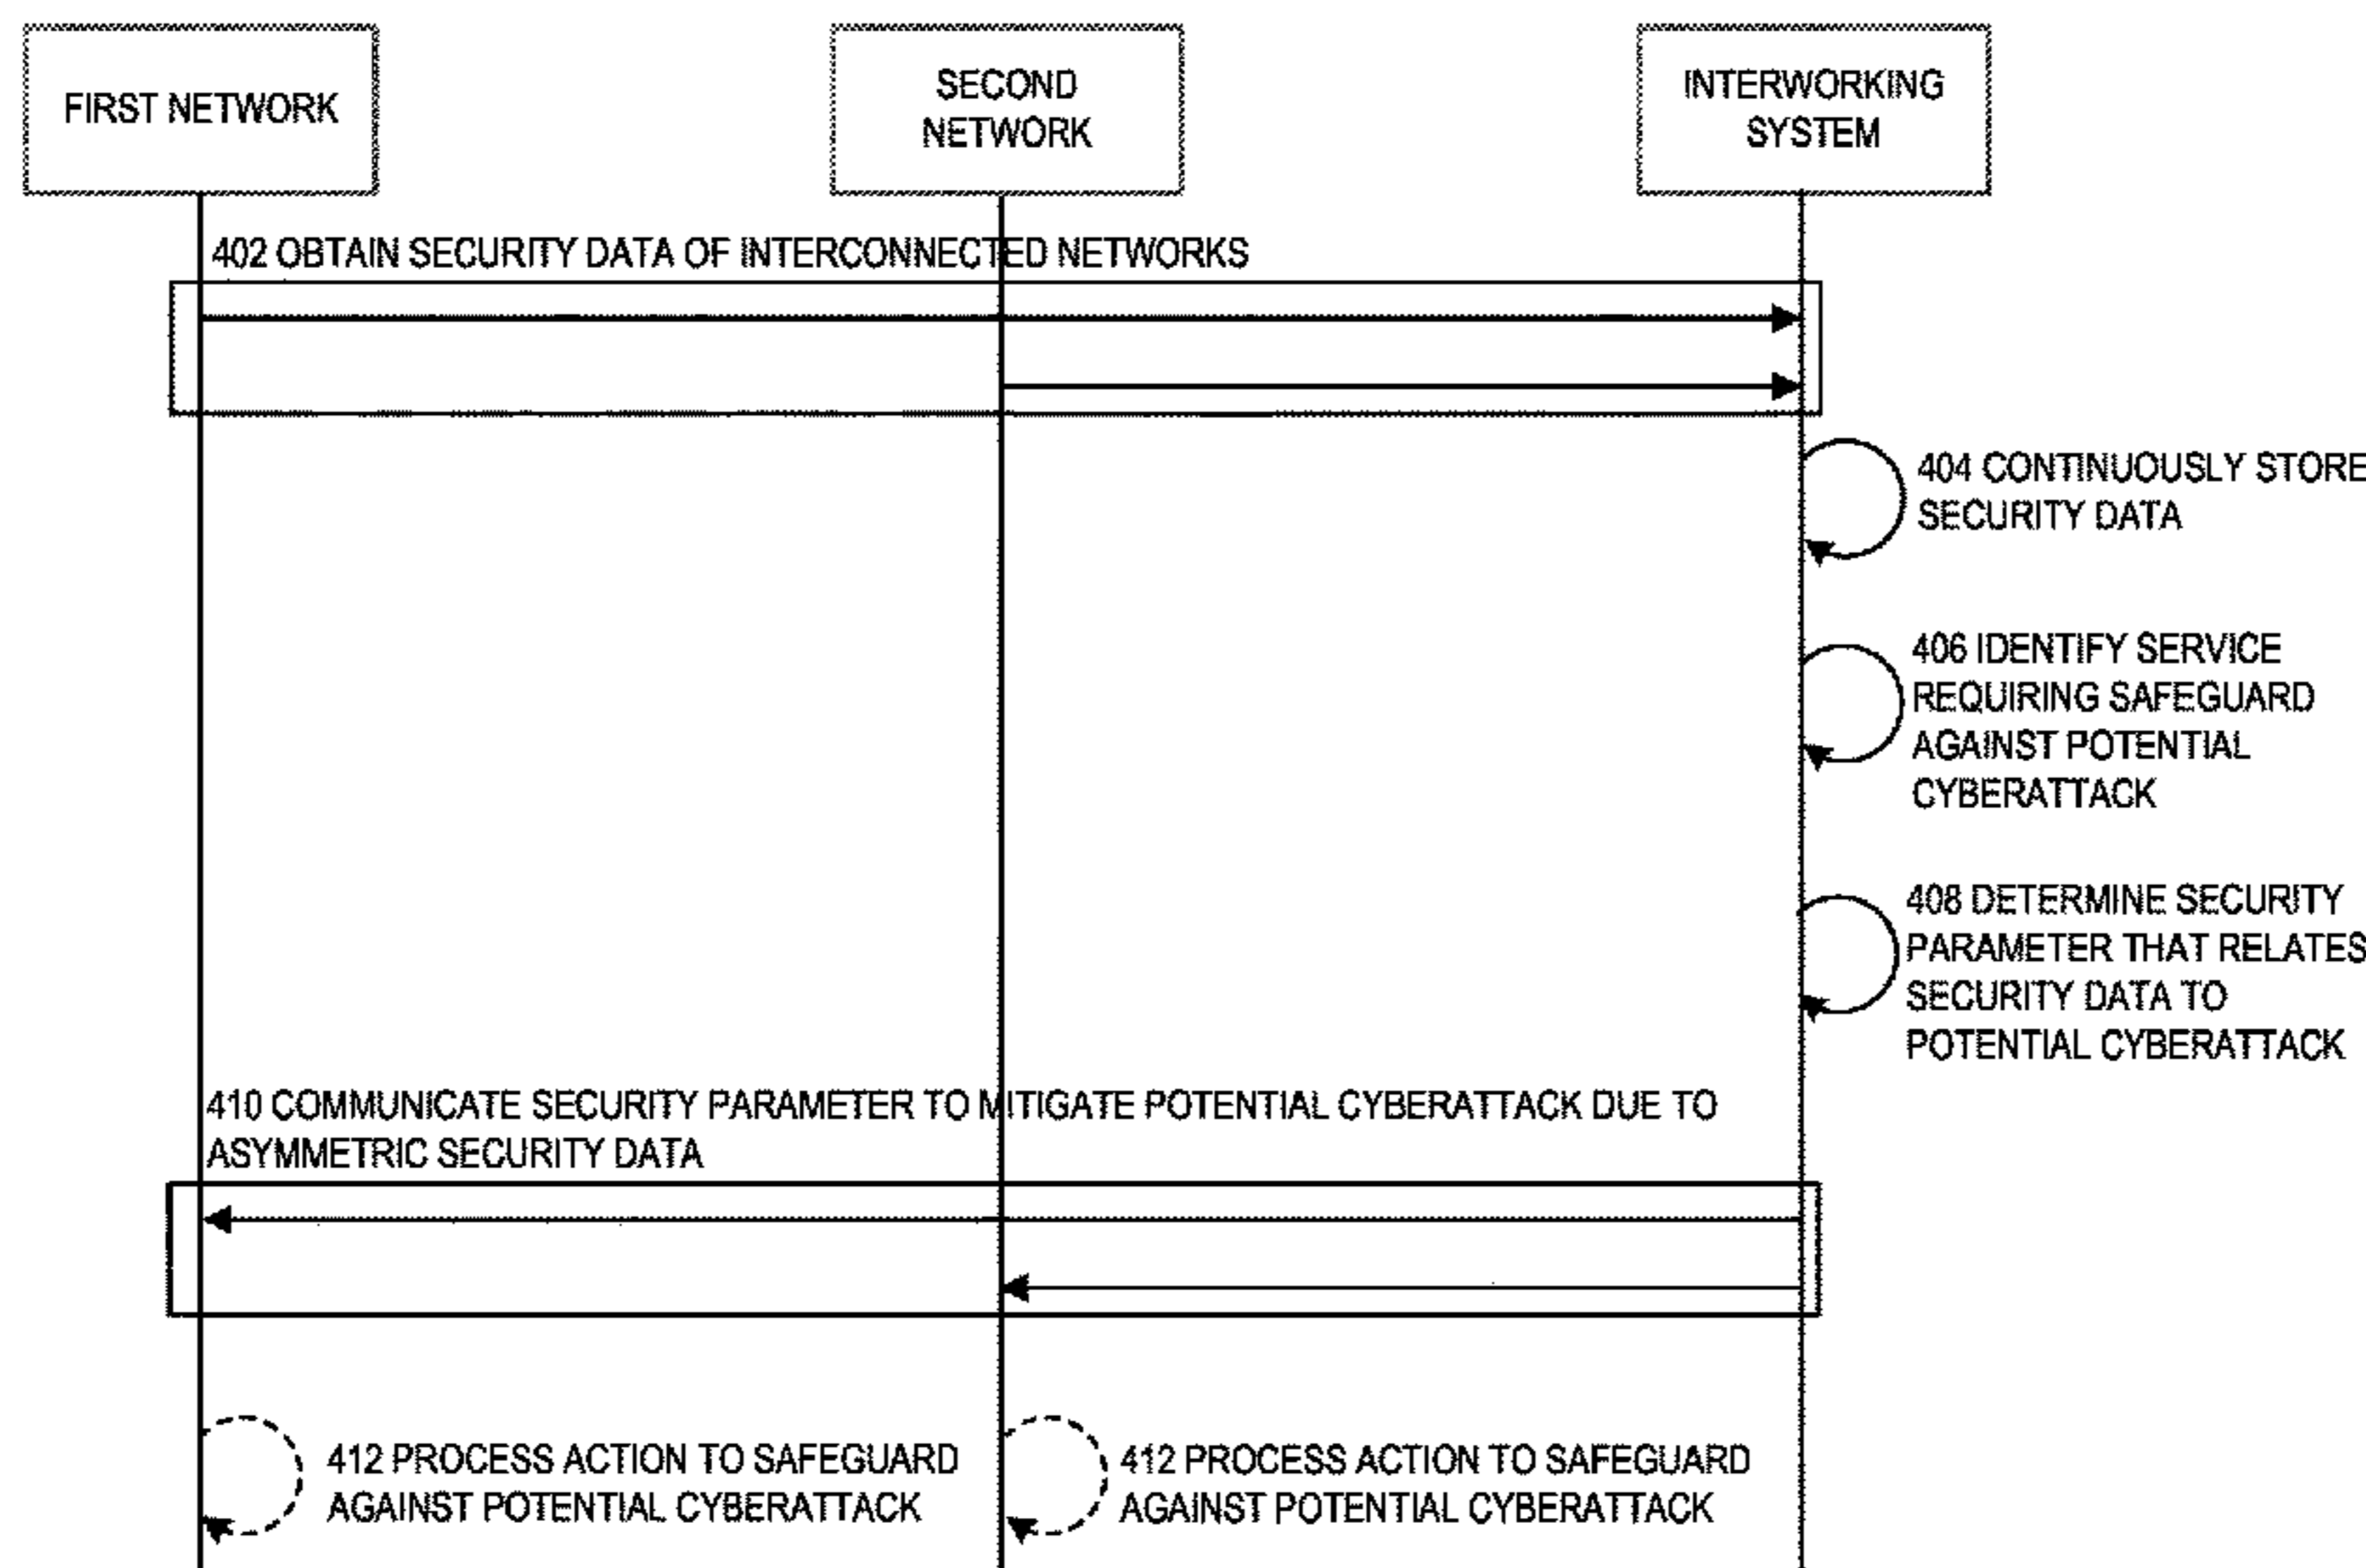 FIRST NETWORK
SECOND
NETWORK
INTERWORKING
SYSTEM
402 OBTAIN SECURITY DATA OF INTERCONNECTED NETWORKS
404 CONTINUOUSLY STORE
SECURITY DATA
406 IDENTIFY SERVICE
REQUIRING SAFEGUARD
AGAINST POTENTIAL
CYBERATTACK
408 DETERMINE SECURITY
PARAMETER THAT RELATES
SECURITY DATA TO
POTENTIAL CYBERATTACK
410 COMMUNICATE SECURITY PARAMETER TO MITIGATE POTENTIAL CYBERATTACK DUE TO
ASYMMETRIC SECURITY DATA
412 PROCESS ACTION TO SAFEGUARD
AGAINST POTENTIAL CYBERATTACK
412 PROCESS ACTION TO SAFEGUARD
AGAINST POTENTIAL CYBERATTACK